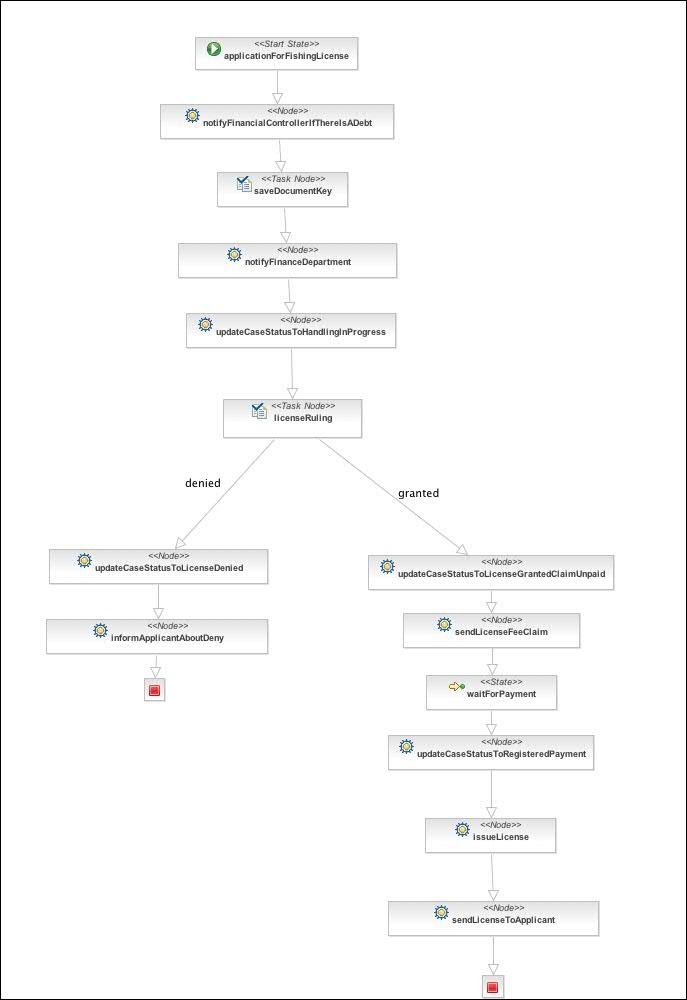 <<Start State>>
applicationForFishingLicense
<<Node>>
notifyFinancialControllerIfThereIsADebt
<<Task Node>>
saveDocumentKey
<<Node>>
notifyFinanceDepartment
<<Node>>
updateCaseStatusToHandlingInProgress
<<Task Node>>
licenseRuling
denied
granted
<<Node>>
updateCaseStatusToLicenseDenied
<<Node>>
updateCaseStatusToLicenseGrantedClaimUnpaid
<<Node>>
informApplicantAboutDeny
<<Node>>
sendLicenseFeeClaim
<<State>>
waitForPayment
<<Node>>
updateCaseStatusToRegisteredPayment
<<Node>>
issueLicense
<<Node>>
sendLicenseToApplicant